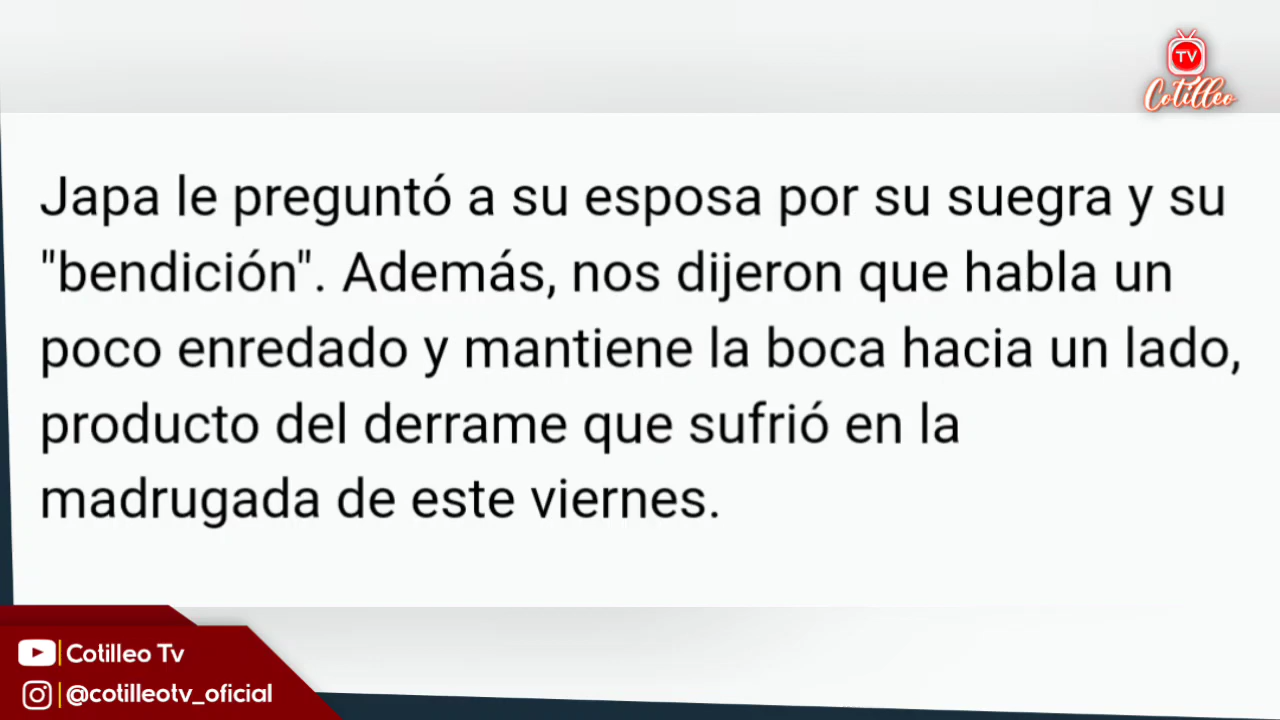 TV
Cotilleo
Japa le preguntó a su esposa por su suegra y su
"bendición". Además, nos dijeron que habla un
poco enredado y mantiene la boca hacia un lado,
producto del derrame que sufrió en la
madrugada de este viernes.
Cotilleo Tv
@cotilleotv_oficial